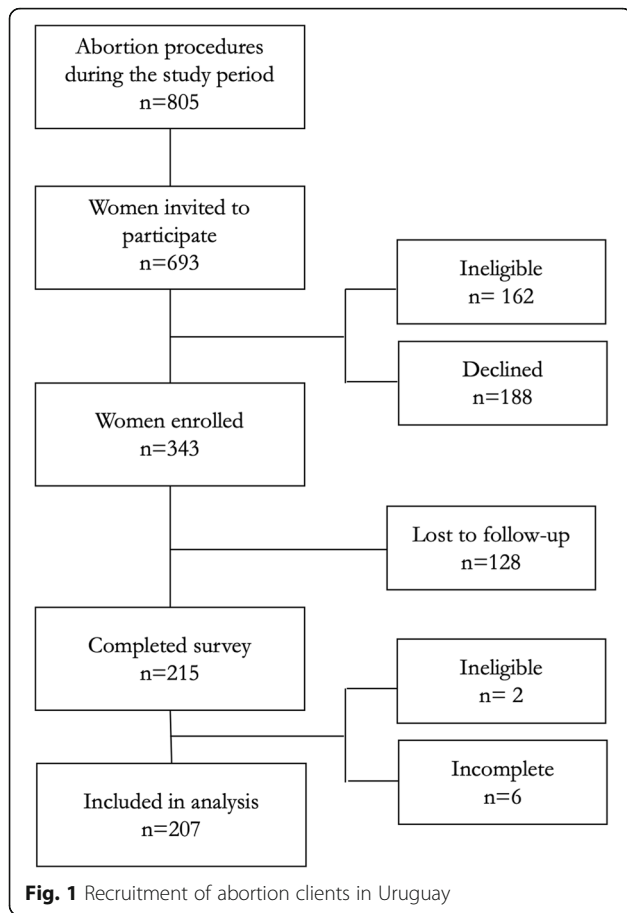 Abortion procedures
during the study period
n=805
Women invited to
participate
n=693
Ineligible
n= 162
Declined
n=188
Women enrolled
n=343
Lost to follow-up
n=128
Completed survey
n=215
Ineligible
n= 2
Incomplete
n=6
Included in analysis
n=207
Fig. 1 Recruitment of abortion clients in Uruguay